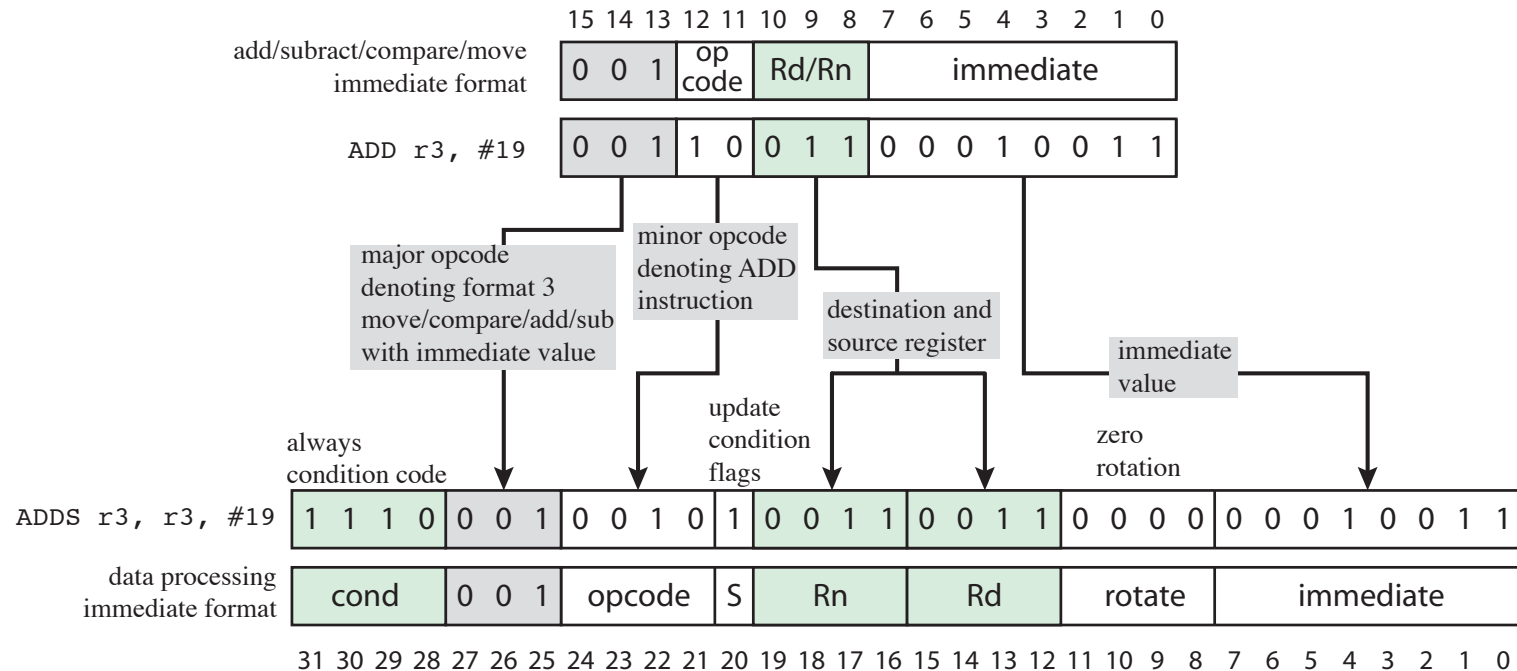 15 14 13 12 11 10 9 8 7 6 5 4 3 2 1 0
add/subract/compare/move
immediate format
0 0 1 op code Rd/Rn immediate
ADD r3, #19 0 0 1 1 0 0 1 1 0 0 0 1 0 0 1 1
major opcode
denoting format 3
move/compare/add/sub
with immediate value
minor opcode
denoting ADD
instruction
destination and
source register
immediate
value
always
condition code
update
condition
flags
zero
rotation
ADDS r3, r3, #19 1 1 1 0 0 0 1 0 0 1 0 1 0 0 1 1 0 0 1 1 0 0 0 0 0 0 0 1 0 0 1 1
data processing
immediate format
cond 0 0 1 opcode S Rn Rd rotate immediate
31 30 29 28 27 26 25 24 23 22 21 20 19 18 17 16 15 14 13 12 11 10 9 8 7 6 5 4 3 2 1 0